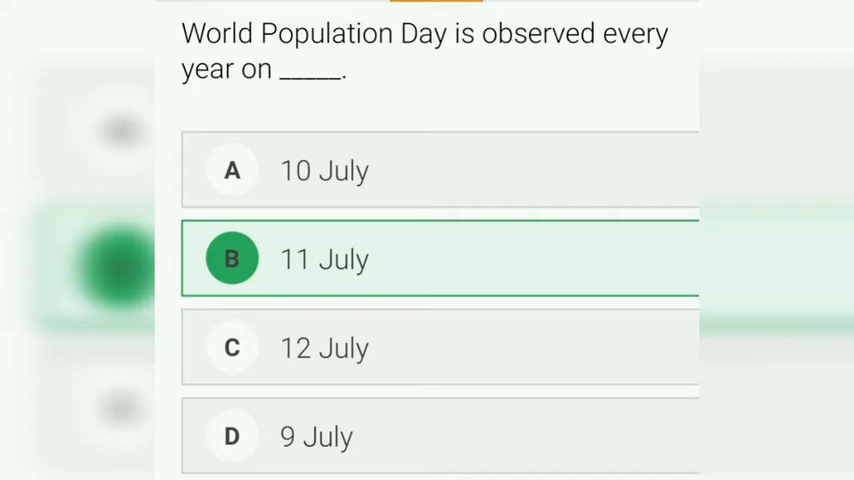 World Population Day is observed every
year on _____.
A 10 July
B 11 July
C 12 July
D 9 July